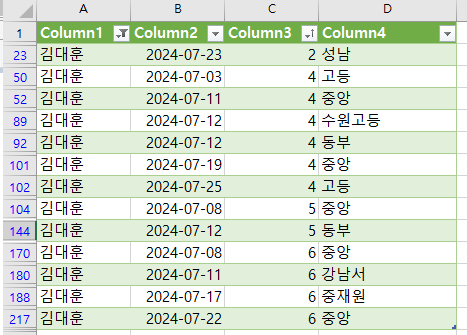 A B C D
1 Column1 Column2 Column3 Column4
23 김대훈 2024-07-23 2 성남
50 김대훈 2024-07-03 4 고등
52 김대훈 2024-07-11 4 중앙
89 김대훈 2024-07-12 4 수원고등
92 김대훈 2024-07-12 4 동부
101 김대훈 2024-07-19 4 중앙
102 김대훈 2024-07-25 4 고등
104 김대훈 2024-07-08 5 중앙
144 김대훈 2024-07-12 5 동부
170 김대훈 2024-07-08 6 중앙
180 김대훈 2024-07-11 6 강남서
188 김대훈 2024-07-17 6 중재원
217 김대훈 2024-07-22 6 중앙